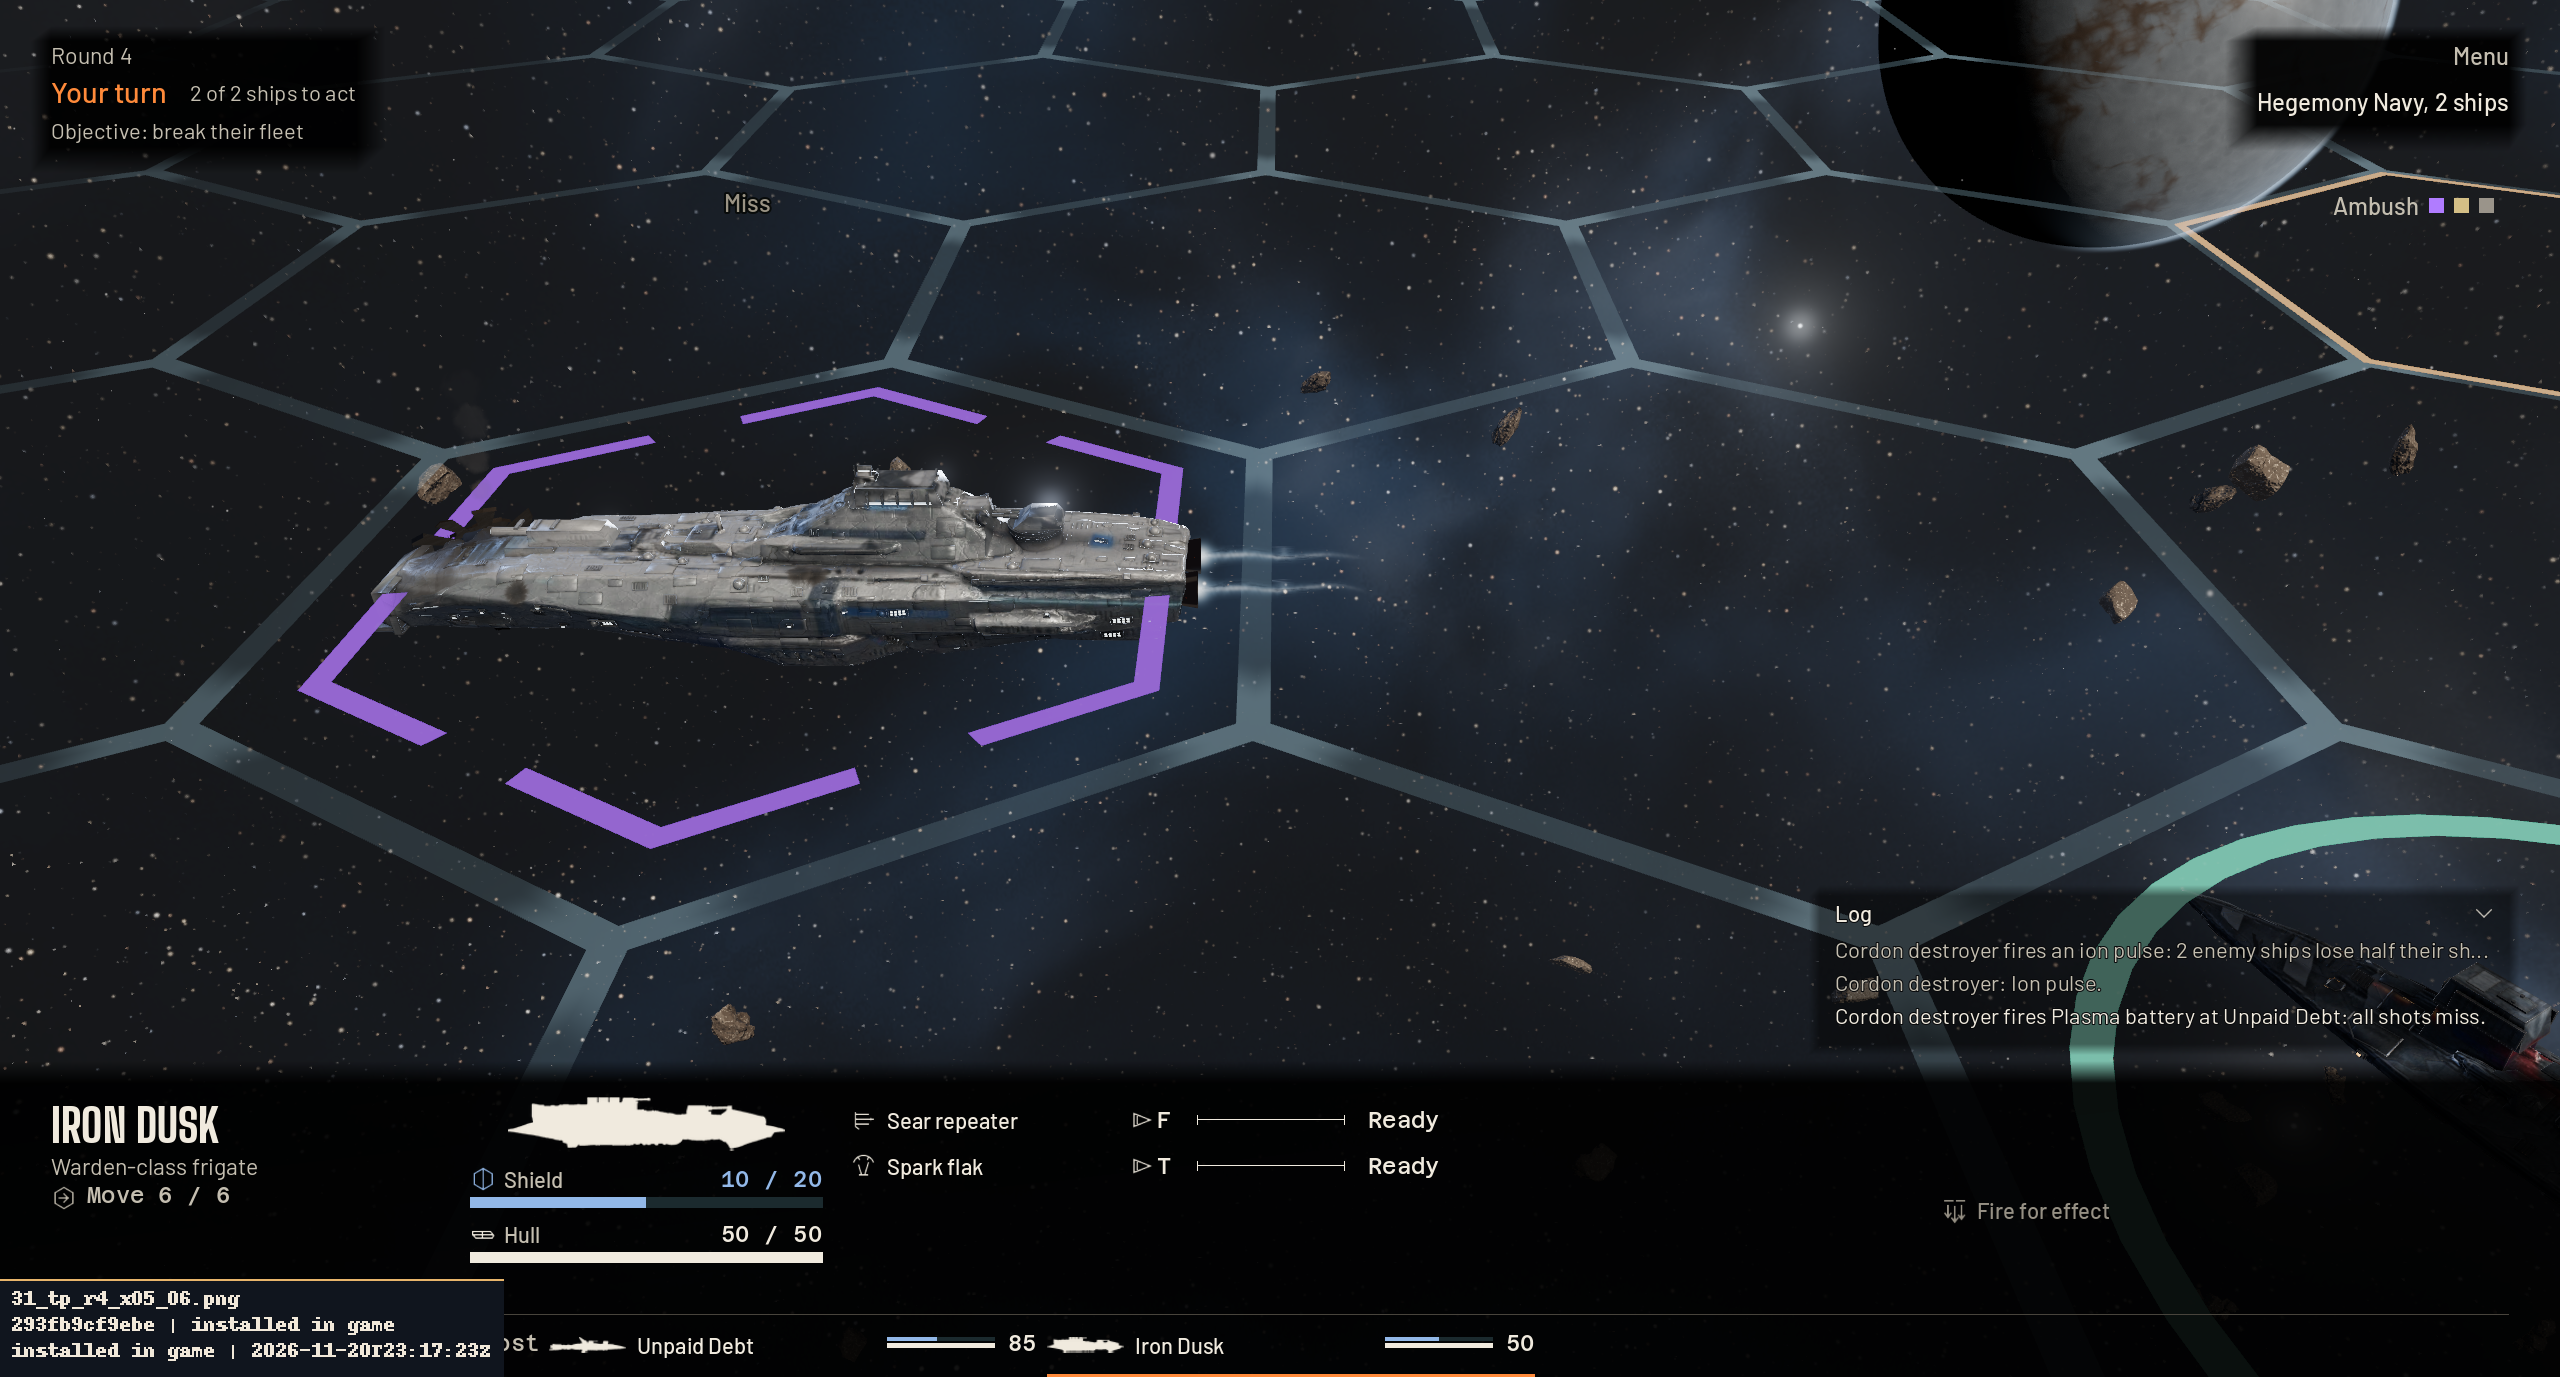 Round 4
Your turn 2 of 2 ships to act
Objective: break their fleet
Menu
Hegemony Navy, 2 ships
Miss
Ambush
Log
Cordon destroyer fires an ion pulse: 2 enemy ships lose half their sh...
Cordon destroyer: Ion pulse.
Cordon destroyer fires Plasma battery at Unpaid Debt: all shots miss.
IRON DUSK
Warden-class frigate
Move 6 / 6
Shield 10 / 20
Hull 50 / 50
Sear repeater F Ready
Spark flak T Ready
Fire for effect
31_tp_r4_x05_06.png
293fb9cf9ebe | installed in game
installed in game | 2026-11-20T23:17:23Z
ost Unpaid Debt 85 Iron Dusk 50